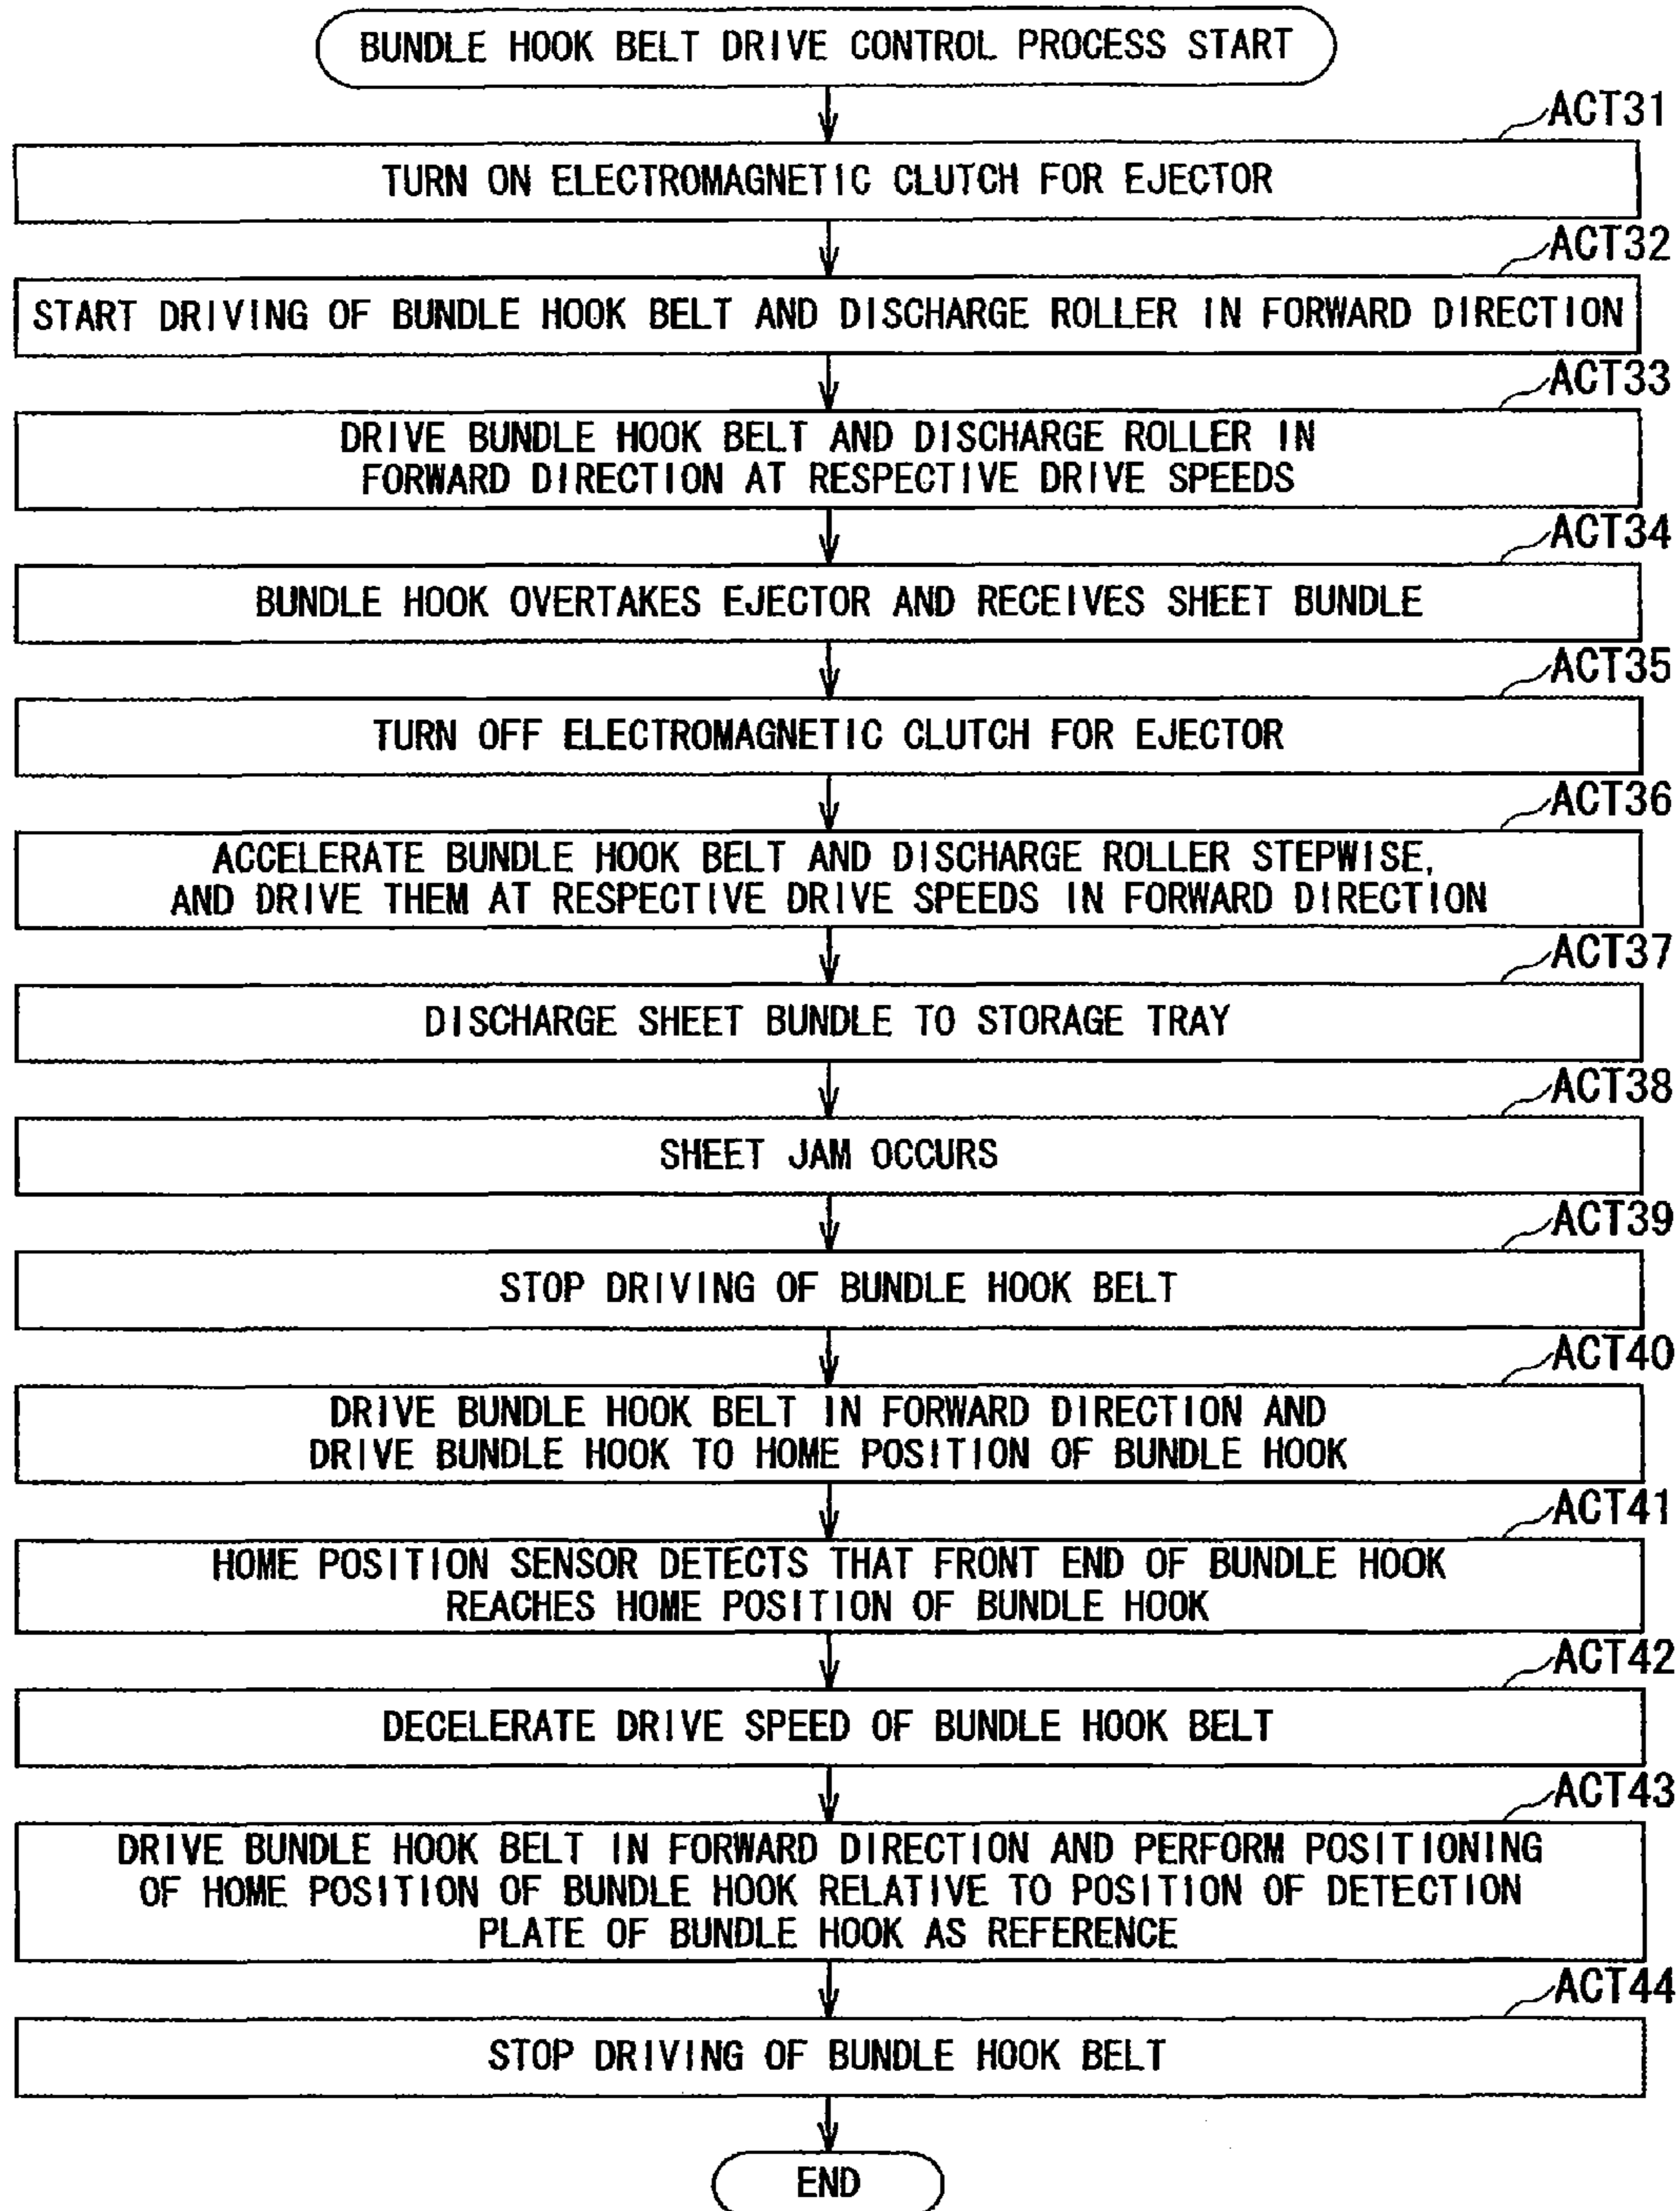 BUNDLE HOOK BELT DRIVE CONTROL PROCESS START
ACT31
TURN ON ELECTROMAGNETIC CLUTCH FOR EJECTOR
ACT32
START DRIVING OF BUNDLE HOOK BELT AND DISCHARGE ROLLER IN FORWARD DIRECTION
ACT33
DRIVE BUNDLE HOOK BELT AND DISCHARGE ROLLER IN
FORWARD DIRECTION AT RESPECTIVE DRIVE SPEEDS
ACT34
BUNDLE HOOK OVERTAKES EJECTOR AND RECEIVES SHEET BUNDLE
ACT35
TURN OFF ELECTROMAGNETIC CLUTCH FOR EJECTOR
ACT36
ACCELERATE BUNDLE HOOK BELT AND DISCHARGE ROLLER STEPWISE,
AND DRIVE THEM AT RESPECTIVE DRIVE SPEEDS IN FORWARD DIRECTION
ACT37
DISCHARGE SHEET BUNDLE TO STORAGE TRAY
ACT38
SHEET JAM OCCURS
ACT39
STOP DRIVING OF BUNDLE HOOK BELT
ACT40
DRIVE BUNDLE HOOK BELT IN FORWARD DIRECTION AND
DRIVE BUNDLE HOOK TO HOME POSITION OF BUNDLE HOOK
ACT41
HOME POSITION SENSOR DETECTS THAT FRONT END OF BUNDLE HOOK
REACHES HOME POSITION OF BUNDLE HOOK
ACT42
DECELERATE DRIVE SPEED OF BUNDLE HOOK BELT
ACT43
DRIVE BUNDLE HOOK BELT IN FORWARD DIRECTION AND PERFORM POSITIONING
OF HOME POSITION OF BUNDLE HOOK RELATIVE TO POSITION OF DETECTION
PLATE OF BUNDLE HOOK AS REFERENCE
ACT44
STOP DRIVING OF BUNDLE HOOK BELT
END